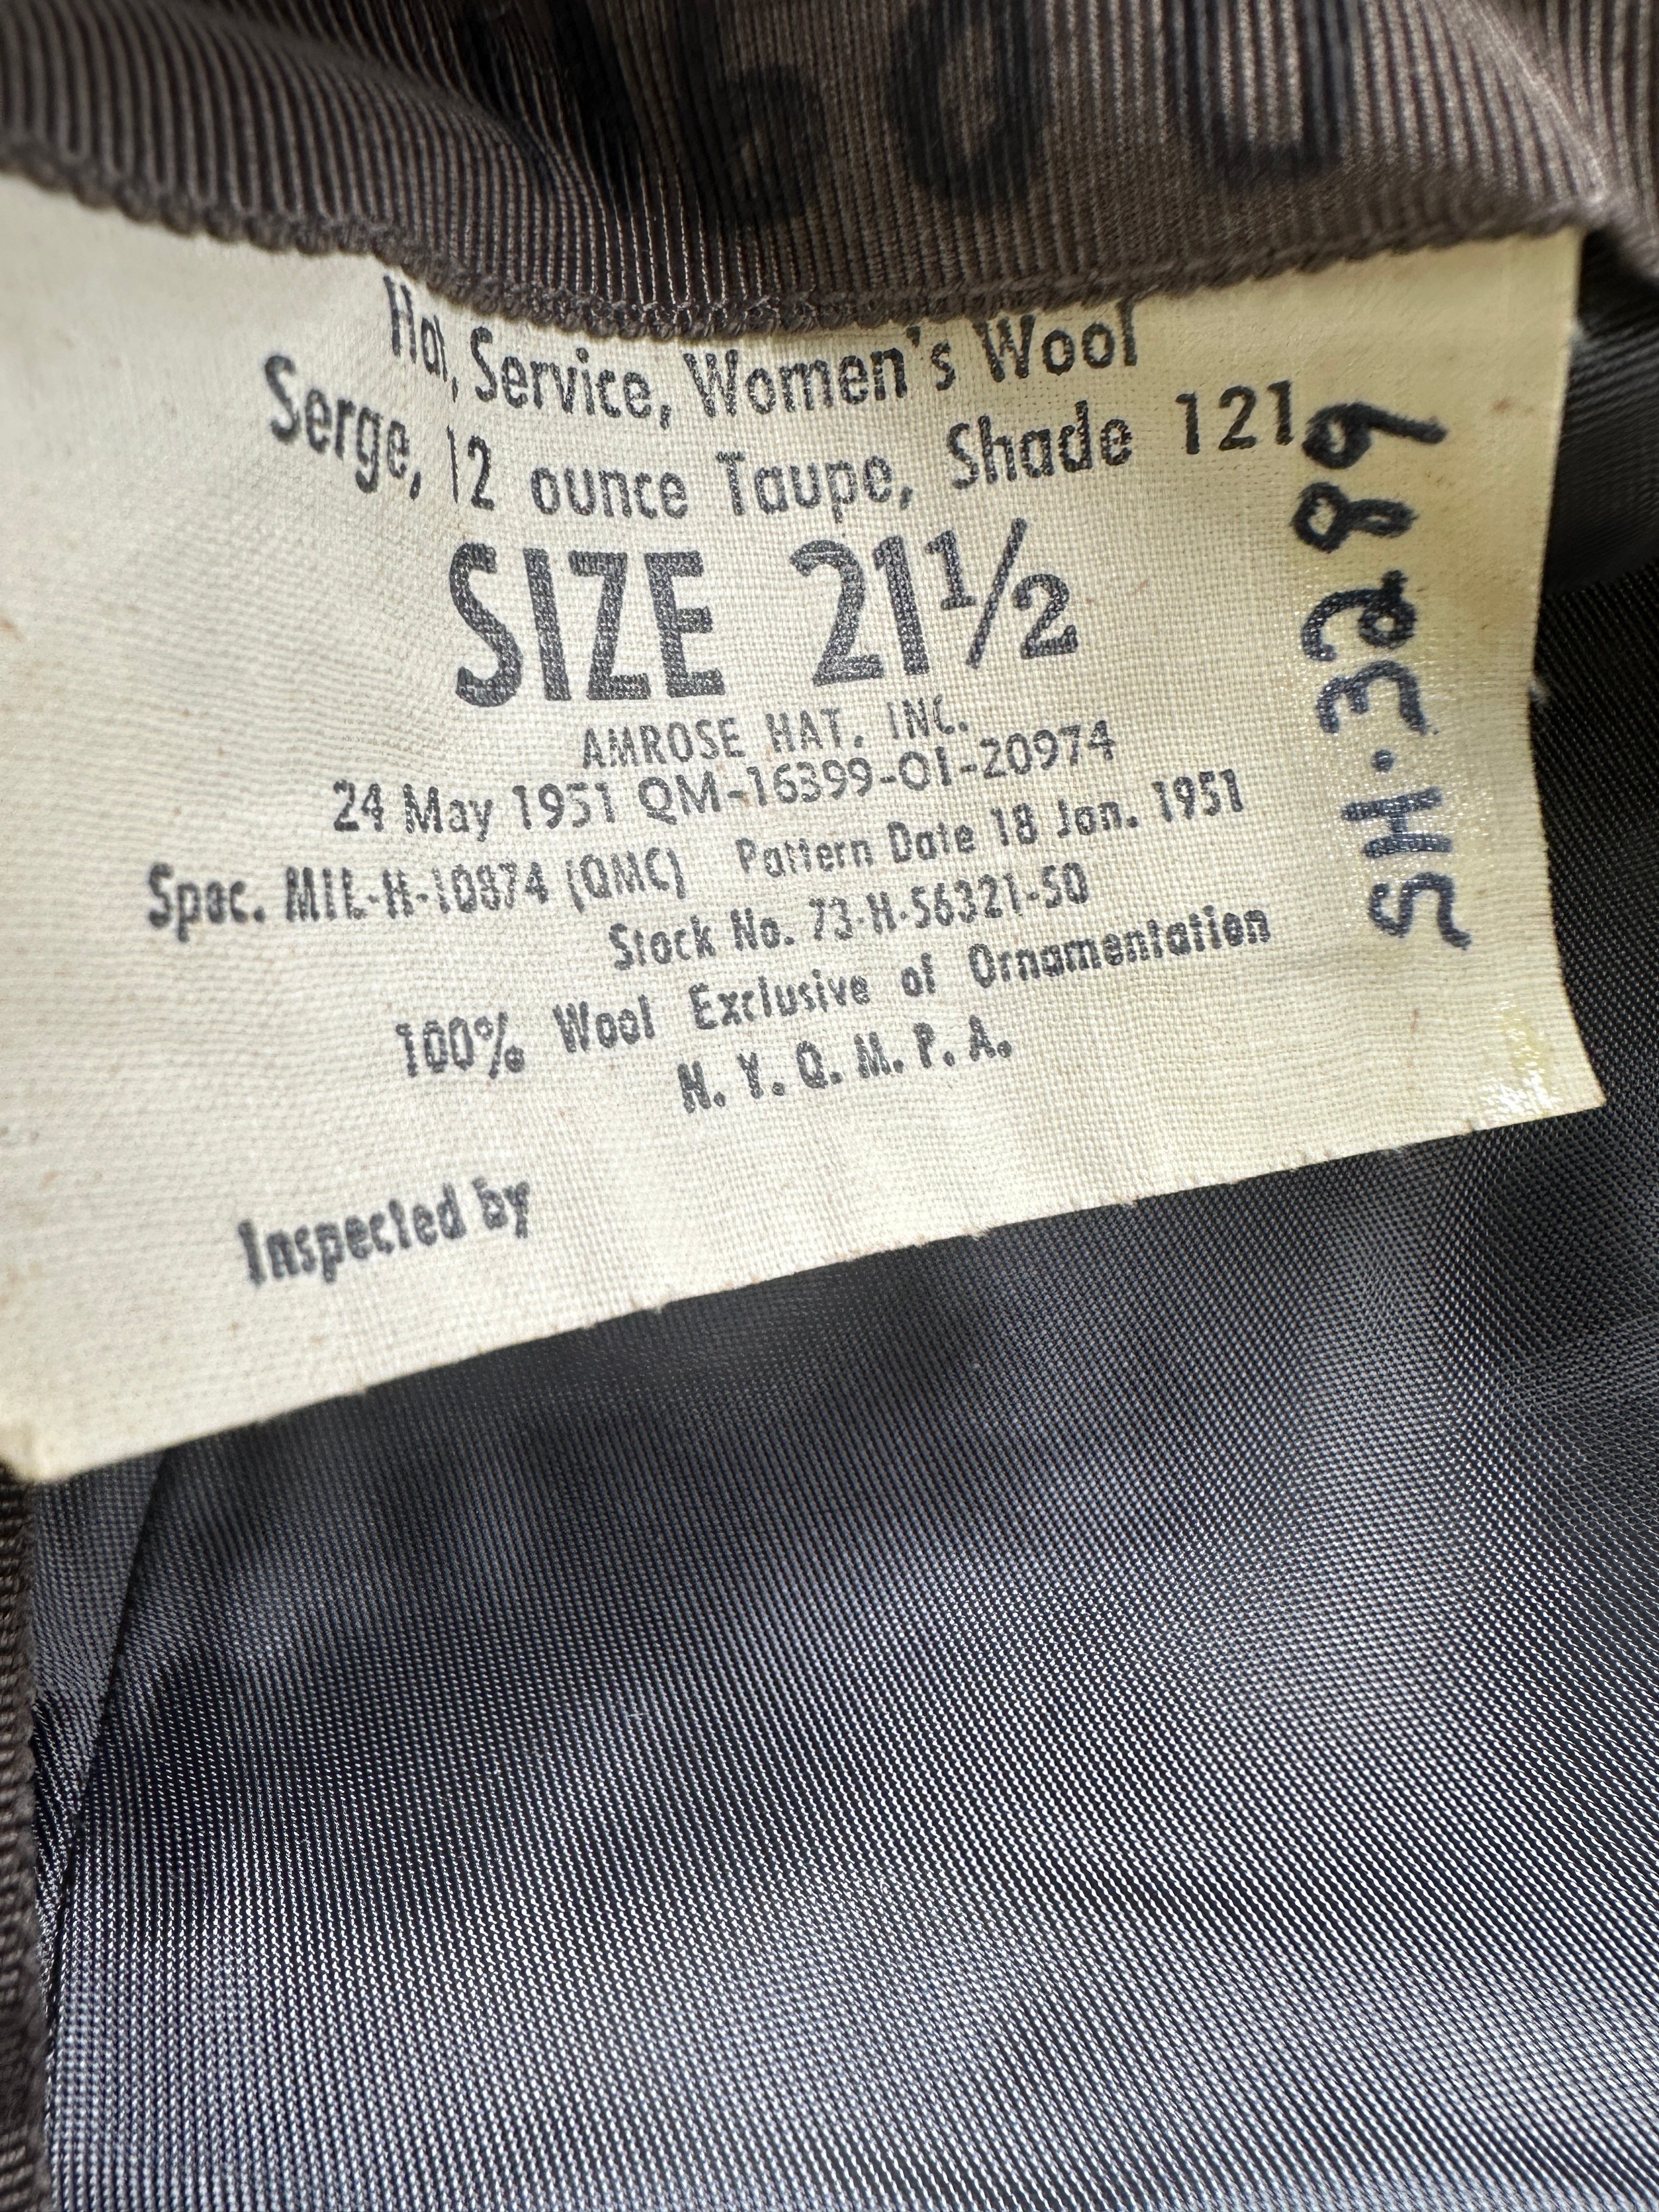 Hat, Service, Women's Wool
Serge, 12 ounce Taupe, Shade 121
SIZE 21½
AMROSE HAT, INC.
24 May 1951 QM-16399-OI-20974
Spec. MIL-H-10874 (QMC) Pattern Date 18 Jan. 1951
Stock No. 73-H-56321-50
100% Wool Exclusive of Ornamentation
N. Y. Q. M. P. A.
Inspected by
SH·3289